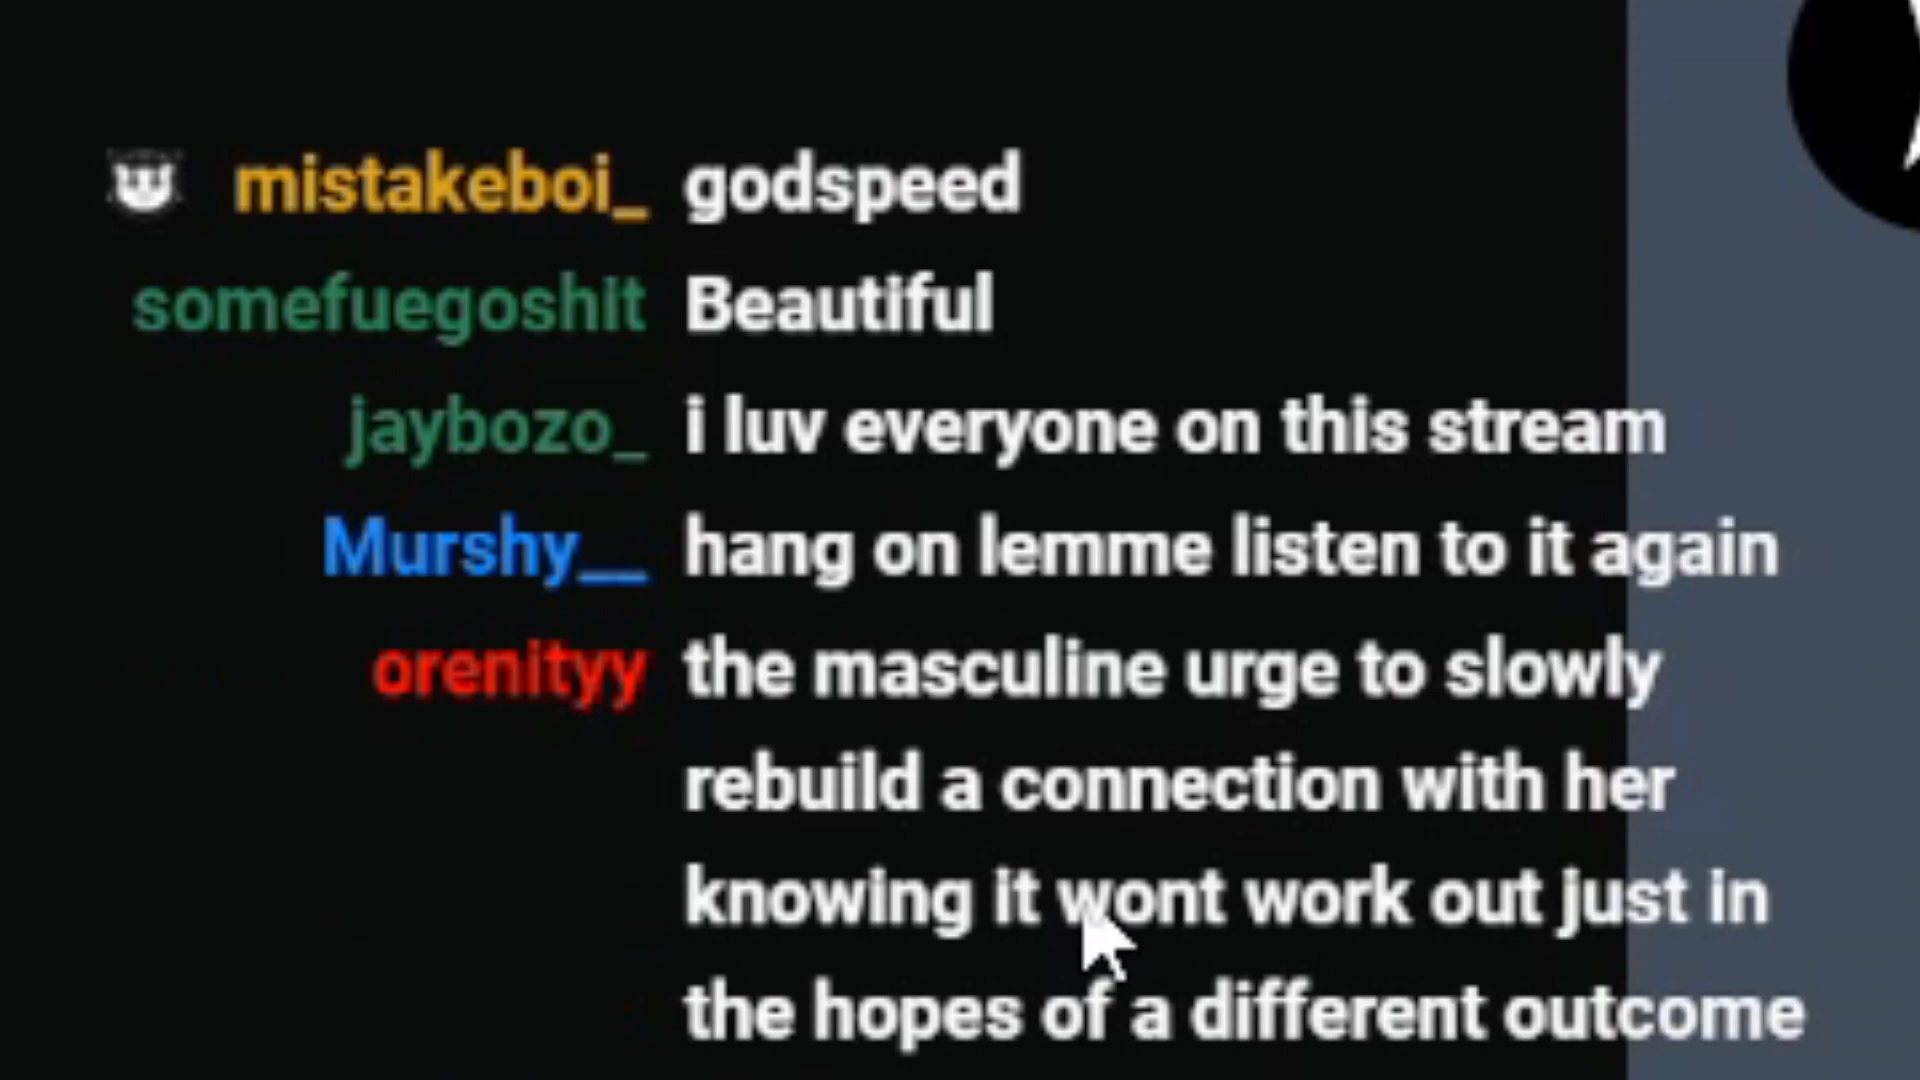 mistakeboi_ godspeed
somefuegoshit Beautiful
jaybozo_ i luv everyone on this stream
Murshy__ hang on lemme listen to it again
orenityy the masculine urge to slowly
rebuild a connection with her
knowing it wont work out just in
the hopes of a different outcome